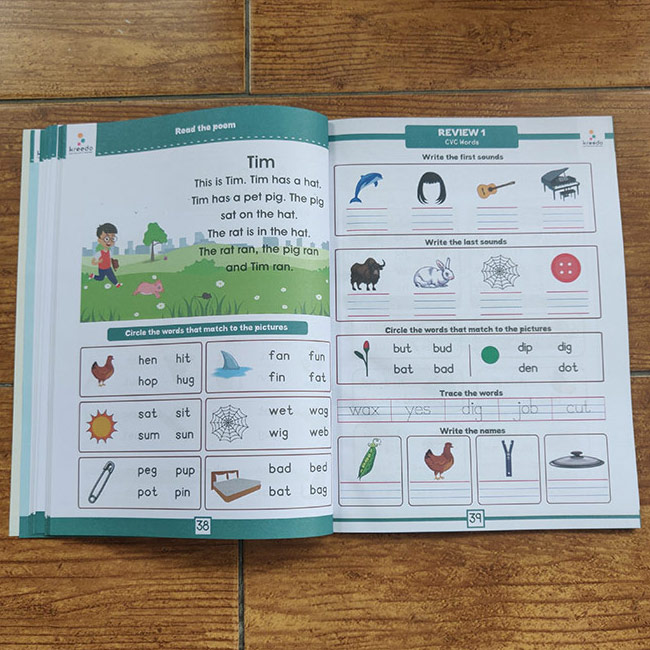 kreedo
Read the poem
Tim
This is Tim. Tim has a hat.
Tim has a pet pig. The pig
sat on the hat.
The rat is in the hat.
The rat ran, the pig ran
and Tim ran.
Circle the words that match to the pictures
hen hit
hop hug
fan fun
fin fat
sat sit
sum sun
wet wag
wig web
peg pup
pot pin
bad bed
bat bag
38
REVIEW 1
CVC Words
kreedo
Write the first sounds
Write the last sounds
Circle the words that match to the pictures
but bud
bat bad
dip dig
den dot
Trace the words
wax yes dig job cut
Write the names
39